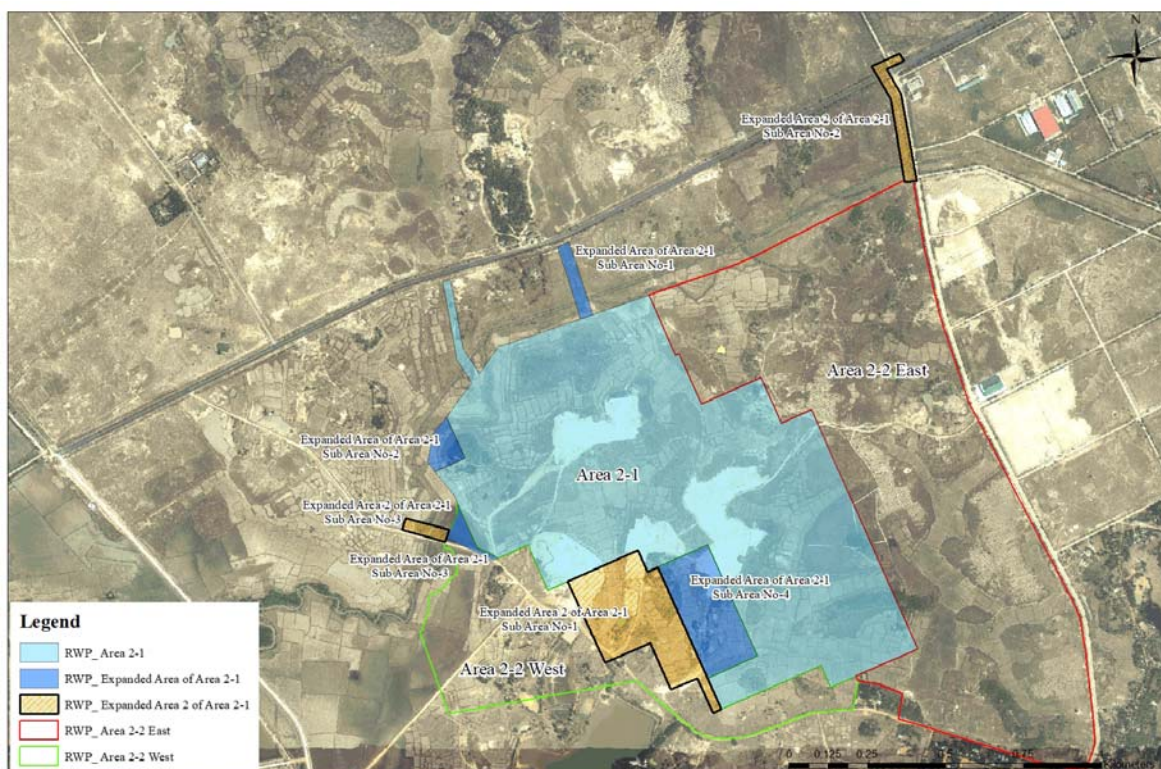 N
Expanded Area 2 of Area 2-1
Sub Area No-2
Expanded Area of Area 2-1
Sub Area No-1
Area 2-2 East
Expanded Area of Area 2-1
Sub Area No-2
Area 2-1
Expanded Area 2 of Area 2-1
Sub Area No-3
Expanded Area of Area 2-1
Sub Area No-3
Expanded Area of Area 2-1
Sub Area No-4
Expanded Area 2 of Area 2-1
Sub Area No-1
Area 2-2 West
Legend
RWP_ Area 2-1
RWP_ Expanded Area of Area 2-1
RWP_ Expanded Area 2 of Area 2-1
RWP_ Area 2-2 East
RWP_ Area 2-2 West
0 0.125 0.25 0.5 0.75 1
Kilometers